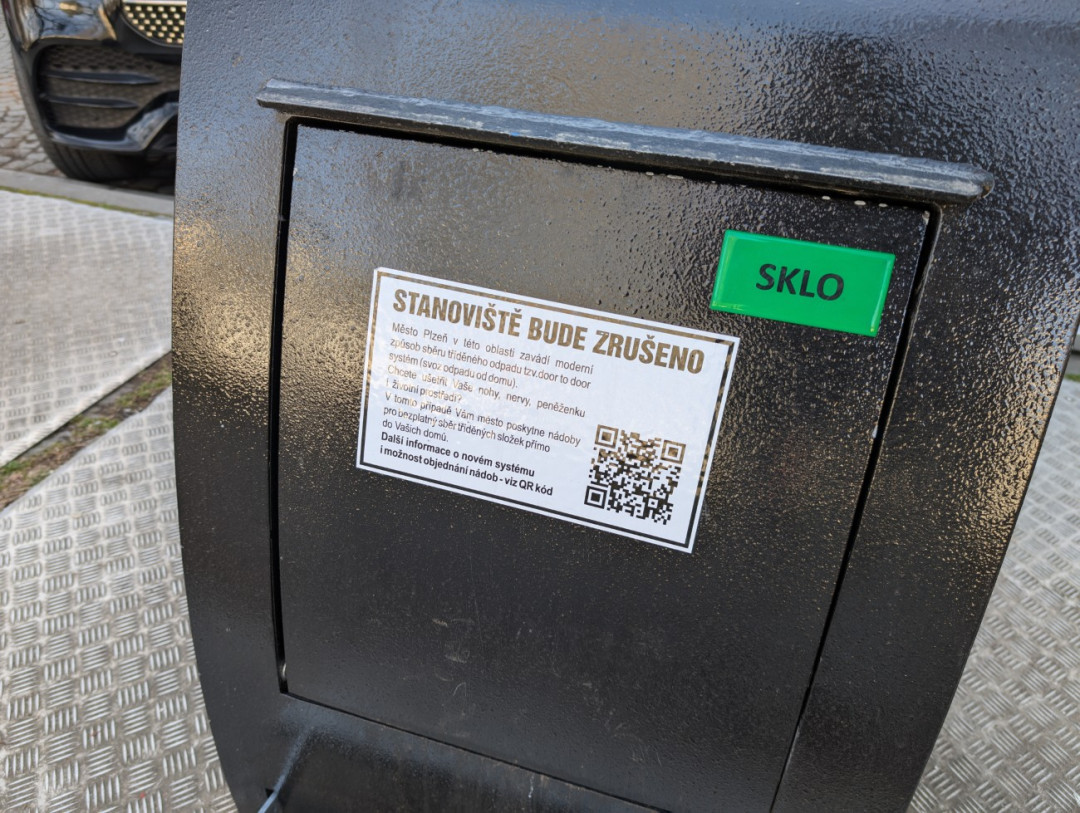 SKLO
STANOVIŠTĚ BUDE ZRUŠENO
Město Plzeň v této oblasti zavádí moderní
způsob sběru tříděného odpadu tzv.door to door
systém (svoz odpadu od domu).
Chcete ušetřit Vaše nohy, nervy, peněženku
i životní prostředí?
V tomto případě Vám město poskytne nádoby
pro bezplatný sběr tříděných složek přímo
do Vašich domů.
Další informace o novém systému
i možnost objednání nádob - viz QR kód